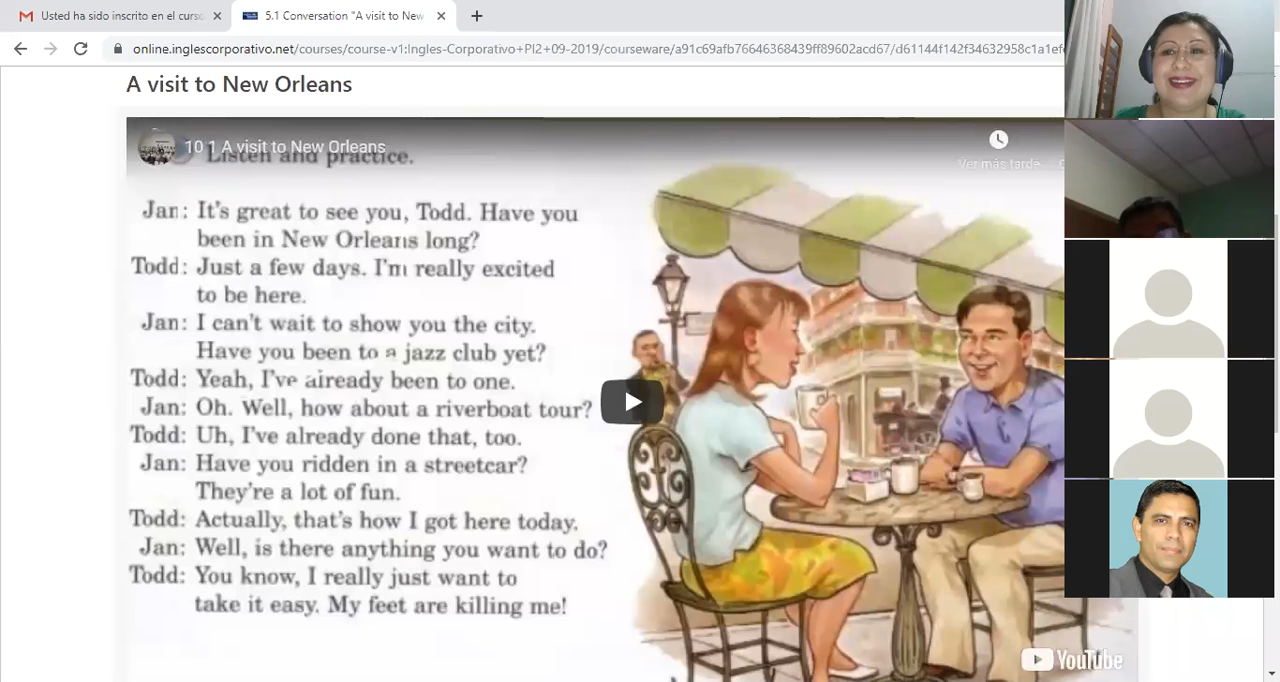 Usted ha sido inscrito en el curso
5.1 Conversation "A visit to New
online.inglescorporativo.net/courses/course-v1:Ingles-Corporativo+PI2+09-2019/courseware/a91c69afb76646368439ff89602acd67/d61144f142f34632958c1a1ef
A visit to New Orleans
10 1 A visit to New Orleans
Listen and practice.
Ver más tarde
Jan: It's great to see you, Todd. Have you
been in New Orleans long?
Todd: Just a few days. I'm really excited
to be here.
Jan: I can't wait to show you the city.
Have you been to a jazz club yet?
Todd: Yeah, I've already been to one.
Jan: Oh. Well, how about a riverboat tour?
Todd: Uh, I've already done that, too.
Jan: Have you ridden in a streetcar?
They're a lot of fun.
Todd: Actually, that's how I got here today.
Jan: Well, is there anything you want to do?
Todd: You know, I really just want to
take it easy. My feet are killing me!
YouTube